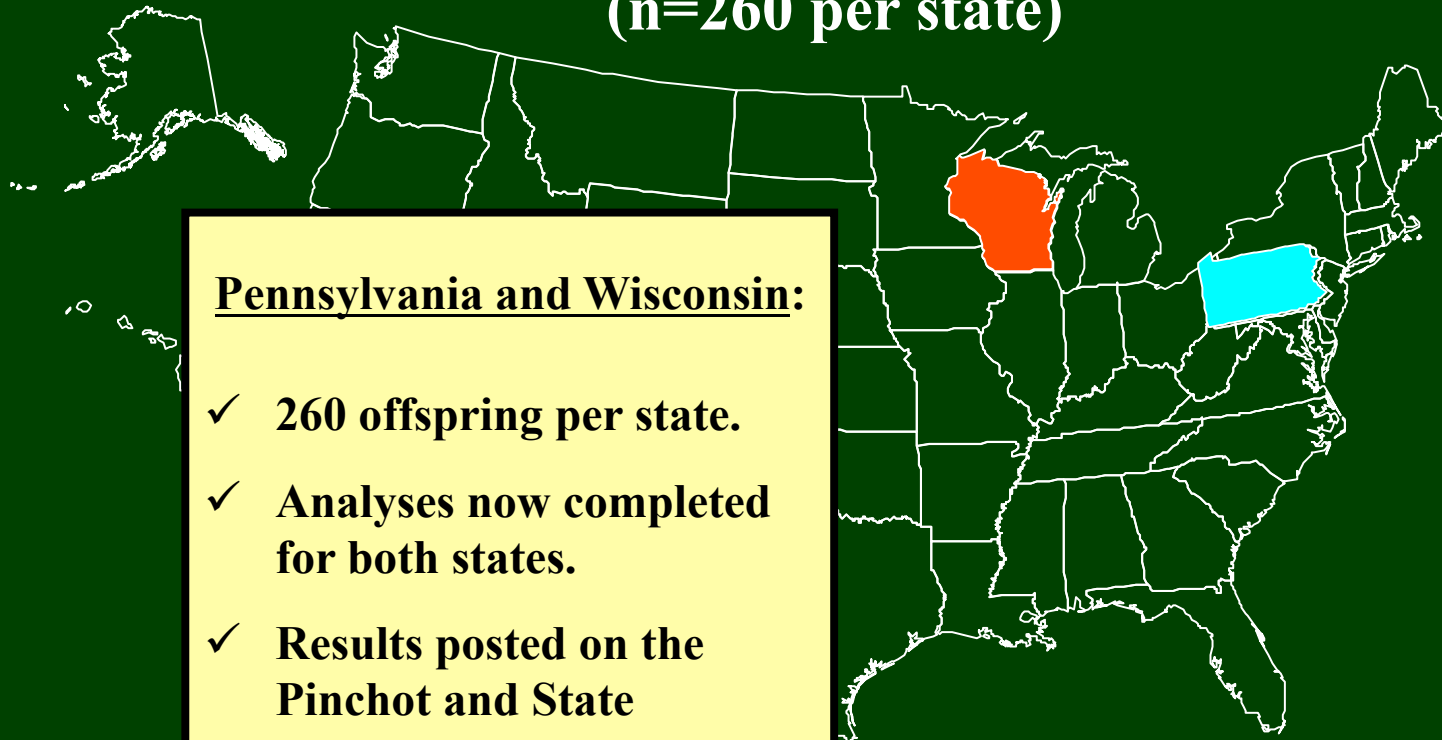 (n=260 per state)
Pennsylvania and Wisconsin:
✓ 260 offspring per state.
✓ Analyses now completed
for both states.
✓ Results posted on the
Pinchot and State